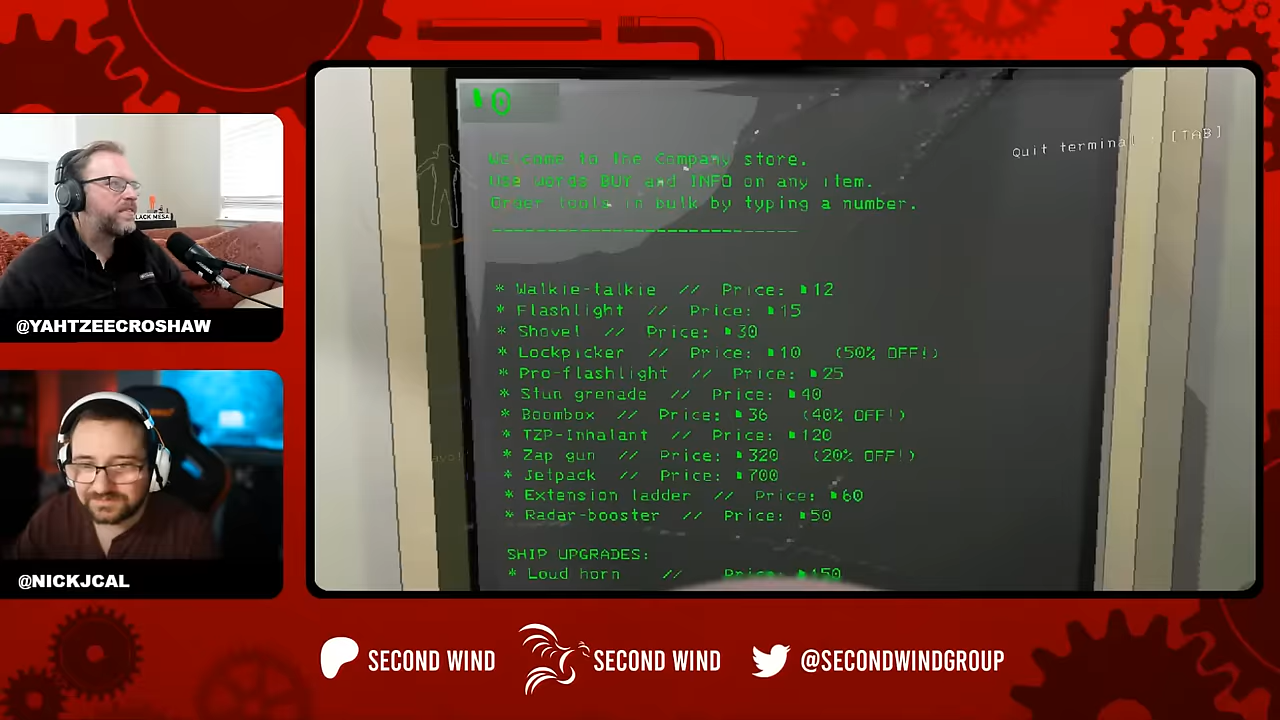 0
Quit terminal : [TAB]
Welcome to the Company store.
Use words BUY and INFO on any item.
Order tools in bulk by typing a number.
----------------------------
* Walkie-talkie // Price: ▮12
* Flashlight // Price: ▮15
* Shovel // Price: ▮30
* Lockpicker // Price: ▮10 (50% OFF!)
* Pro-flashlight // Price: ▮25
* Stun grenade // Price: ▮40
* Boombox // Price: ▮36 (40% OFF!)
* TZP-Inhalant // Price: ▮120
* Zap gun // Price: ▮320 (20% OFF!)
* Jetpack // Price: ▮700
* Extension ladder // Price: ▮60
* Radar-booster // Price: ▮50
SHIP UPGRADES:
* Loud horn // Price: ▮150
BLACK MESA
@YAHTZEECROSHAW
@NICKJCAL
SECOND WIND
SECOND WIND
@SECONDWINDGROUP